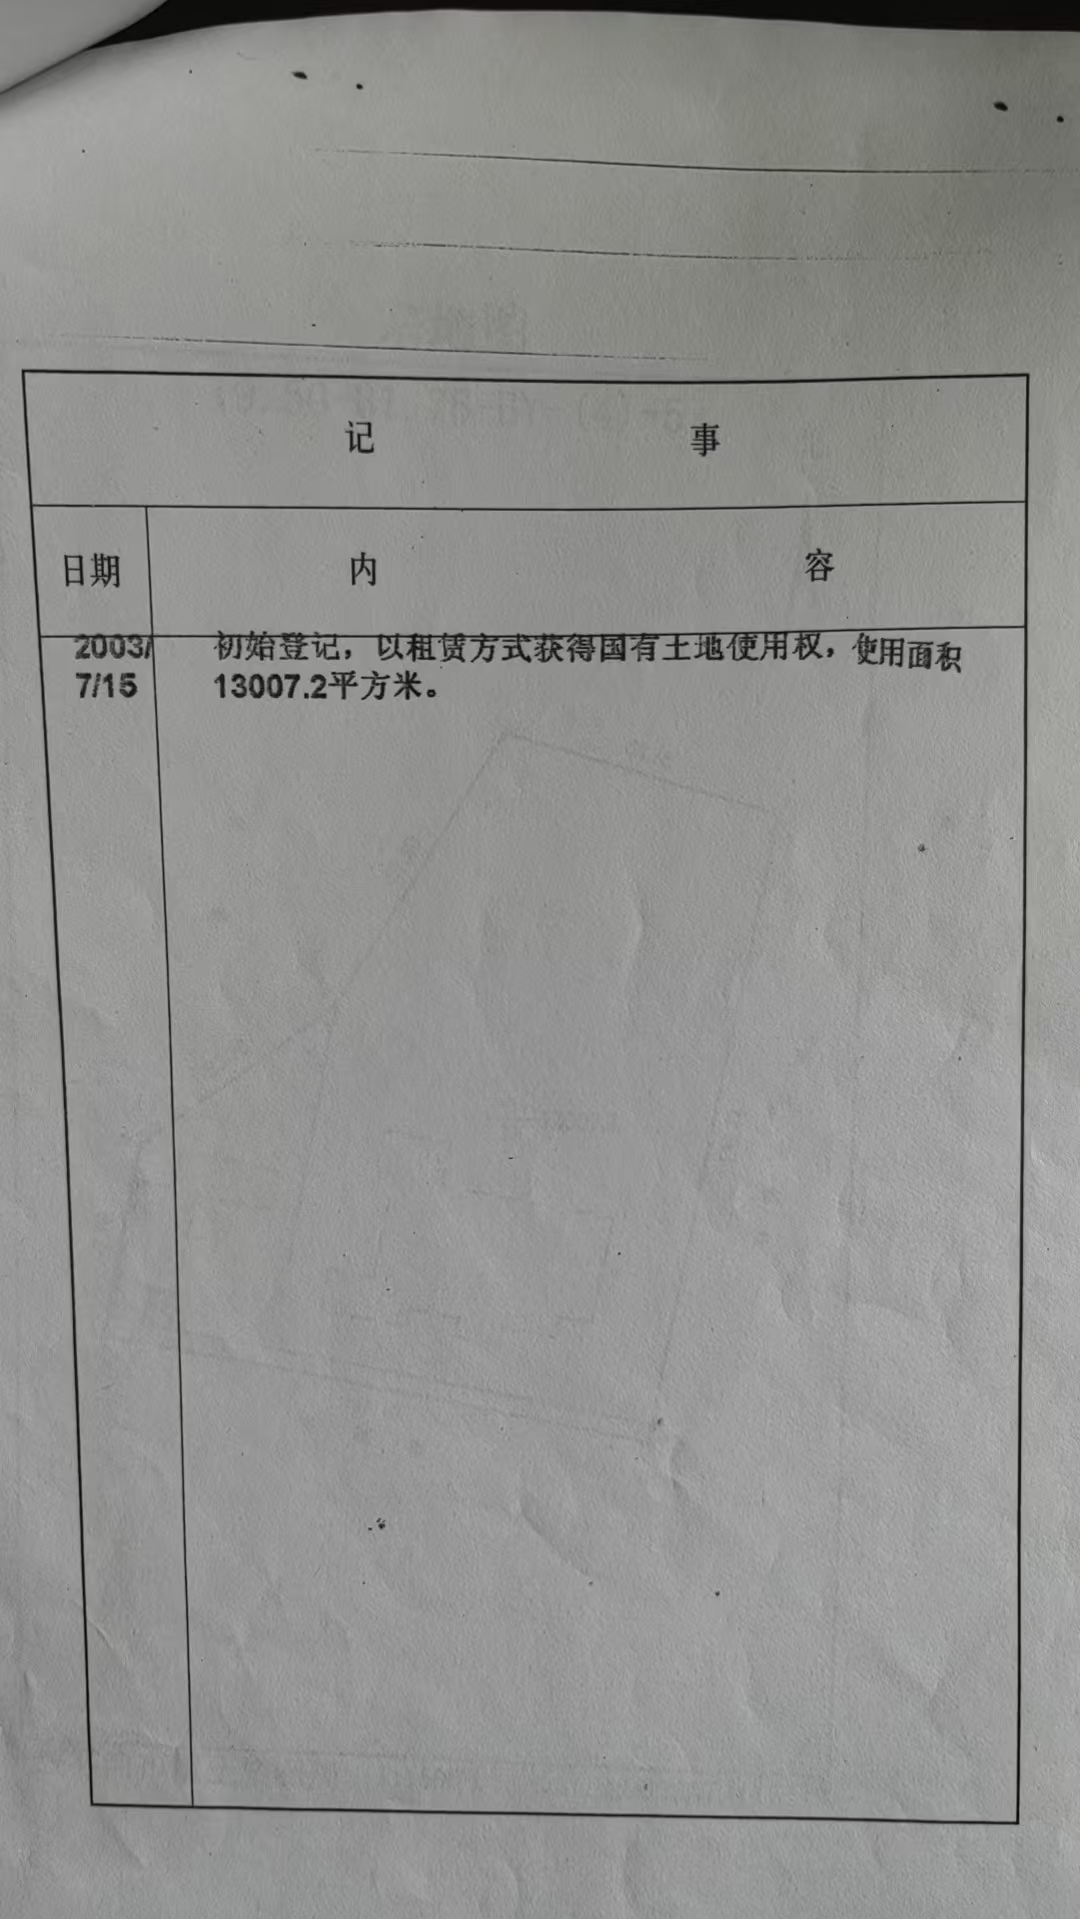 记 事
日期 内 容
2003/ 初始登记，以租赁方式获得国有土地使用权，使用面积
7/15 13007.2平方米。